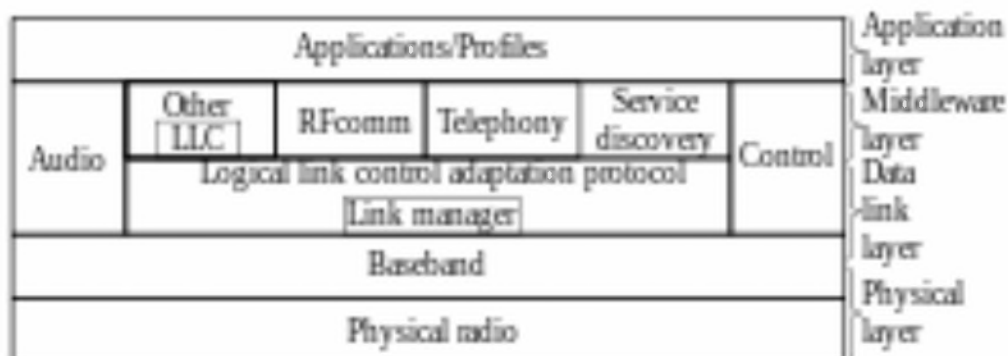 Applications/Profiles
Application
layer
Audio
Other
LLC
RFcomm
Telephony
Service
discovery
Control
Middleware
layer
Logical link control adaptation protocol
Link manager
Data
link
layer
Baseband
Physical radio
Physical
layer